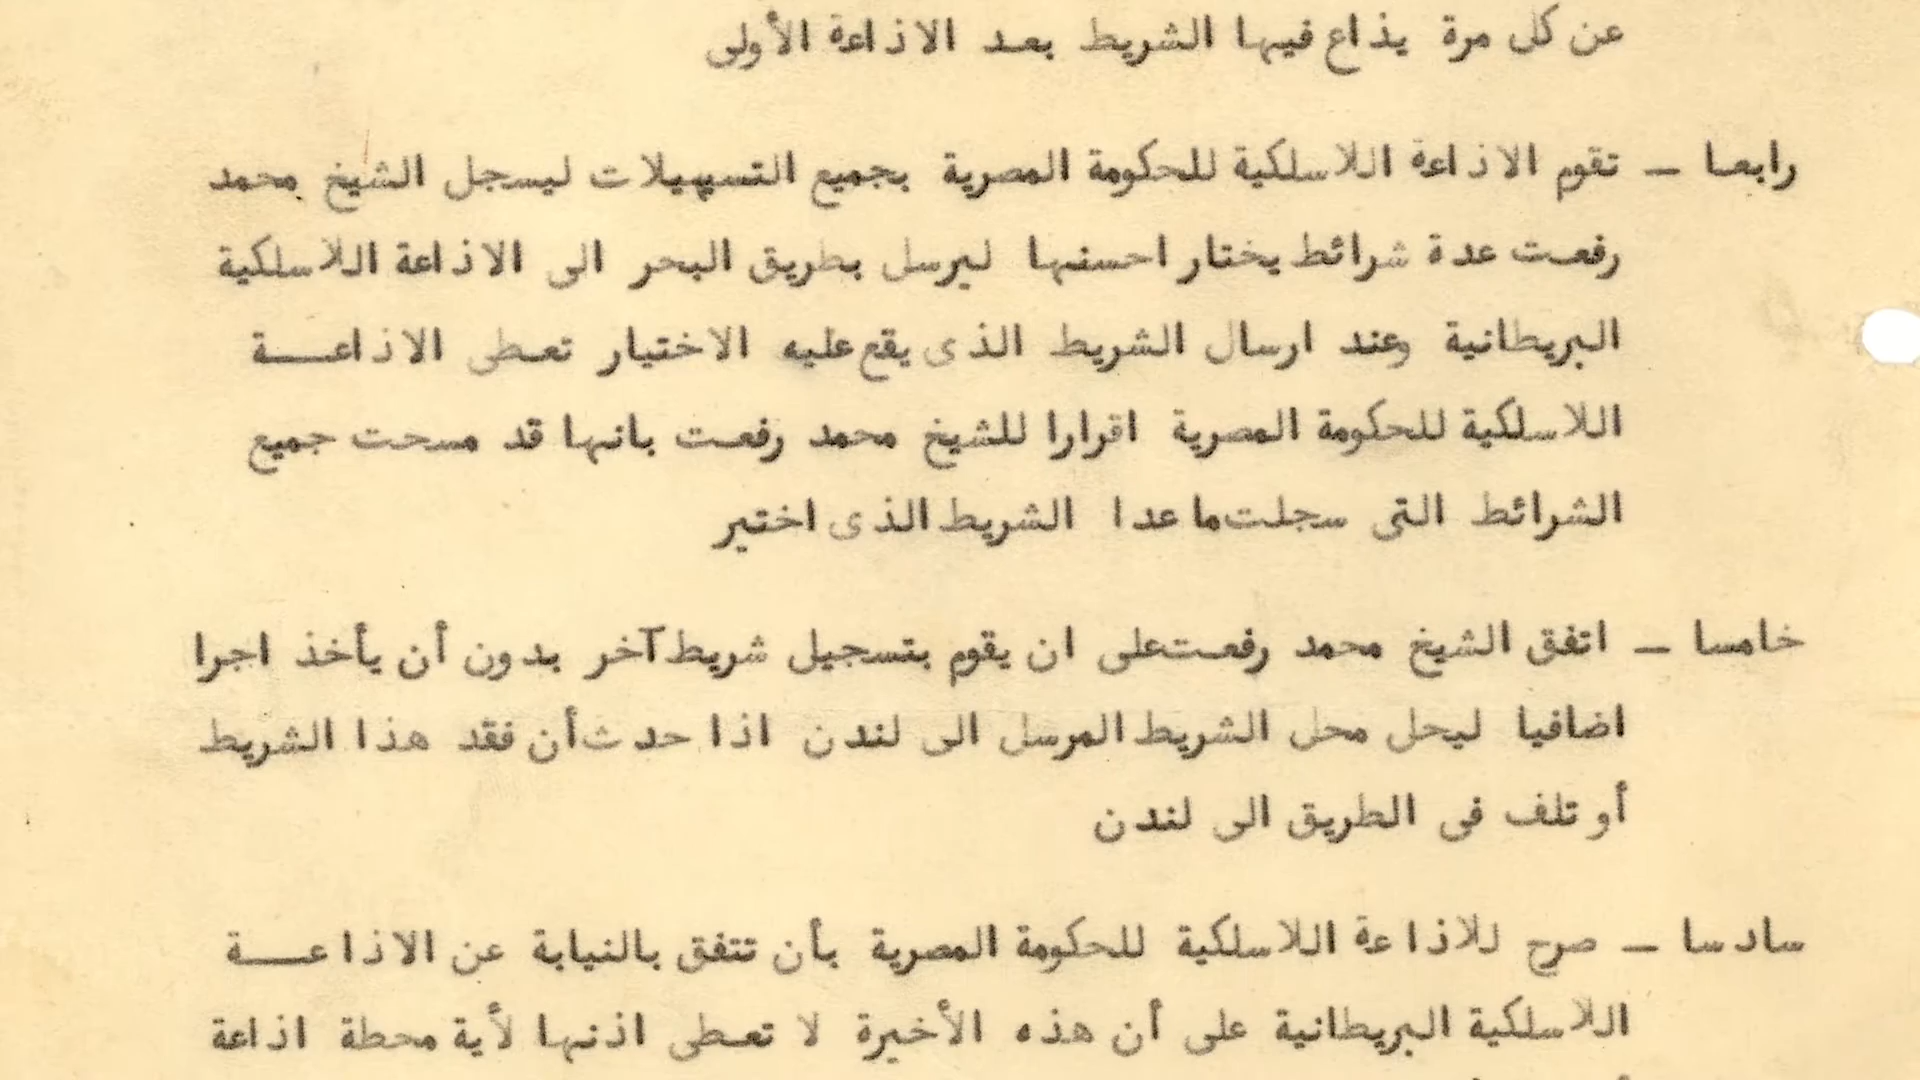 عن كل مرة يذاع فيها الشريط بعد الاذاعة الأولى
رابعا — تقوم الاذاعة اللاسلكية للحكومة المصرية بجميع التسهيلات ليسجل الشيخ محمد
رفعت عدة شرائط يختار احسنها ليرسل بطريق البحر الى الاذاعة اللاسلكية
البريطانية وعند ارسال الشريط الذى يقع عليه الاختيار تعطى الاذاعـــة
اللاسلكية للحكومة المصرية اقرارا للشيخ محمد رفعت بانها قد مسحت جميع
الشرائط التى سجلت ما عدا الشريط الذى اختير
خامسا — اتفق الشيخ محمد رفعت على ان يقوم بتسجيل شريط آخر بدون أن يأخذ اجرا
اضافيا ليحل محل الشريط المرسل الى لندن اذا حدث أن فقد هذا الشريط
أو تلف فى الطريق الى لندن
سادسا — صرح للاذاعة اللاسلكية للحكومة المصرية بأن تتفق بالنيابة عن الاذاعـــة
اللاسلكية البريطانية على أن هذه الأخيرة لا تعطى اذنها لأية محطة اذاعة